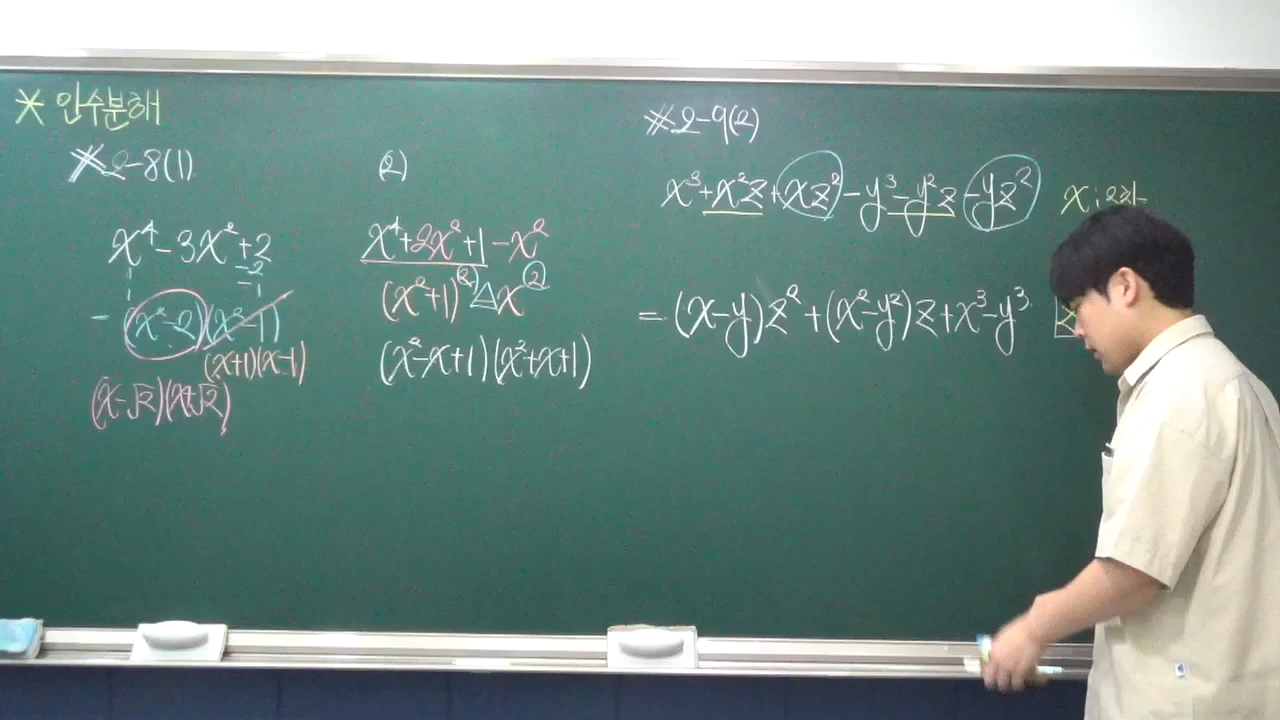 * 인수분해
※2-8(1)
x⁴-3x²+2
-2
-1
(x²-2)(x²-1)
(x+1)(x-1)
(x-√2)(x+√2)
(2)
x⁴+2x²+1-x²
(x²+1)²-x²
(x²-x+1)(x²+x+1)
※2-9(2)
x³+x²z+xz²-y³-y²z-yz²
x;
=(x-y)z²+(x²-y²)z+x³-y³